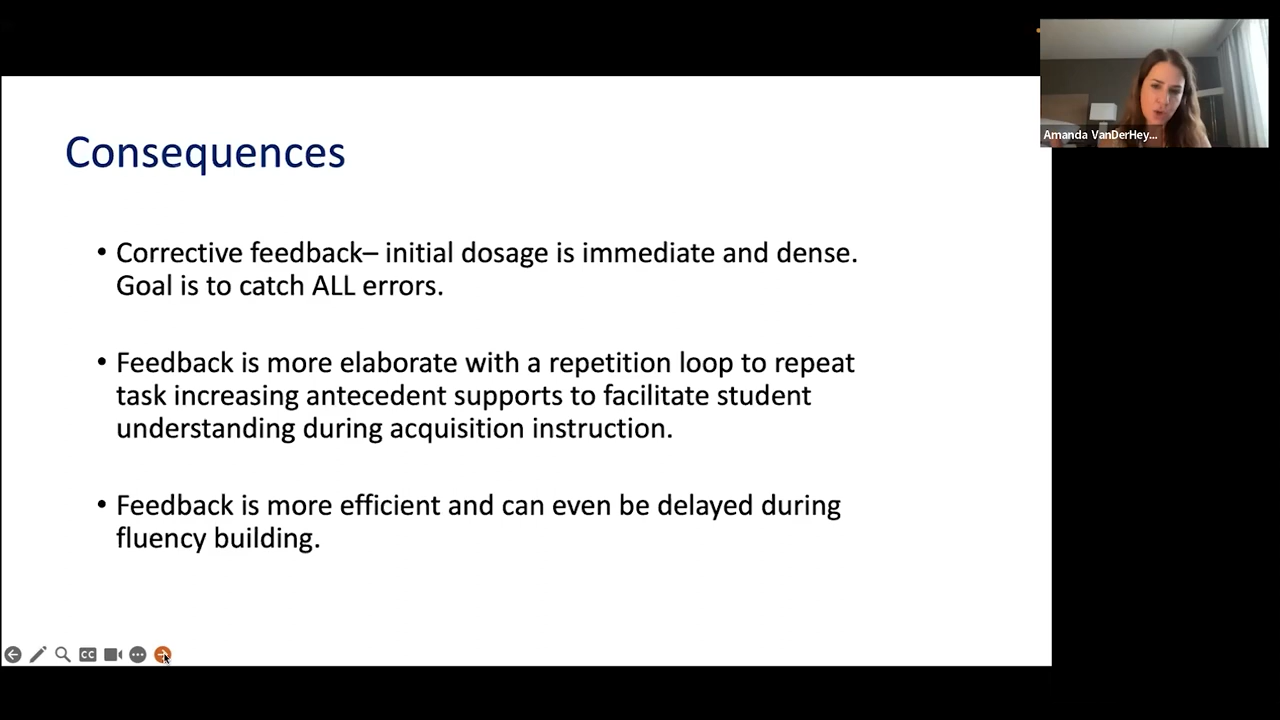 Consequences
• Corrective feedback– initial dosage is immediate and dense.
Goal is to catch ALL errors.
• Feedback is more elaborate with a repetition loop to repeat
task increasing antecedent supports to facilitate student
understanding during acquisition instruction.
• Feedback is more efficient and can even be delayed during
fluency building.
Amanda VanDerHey...
CC